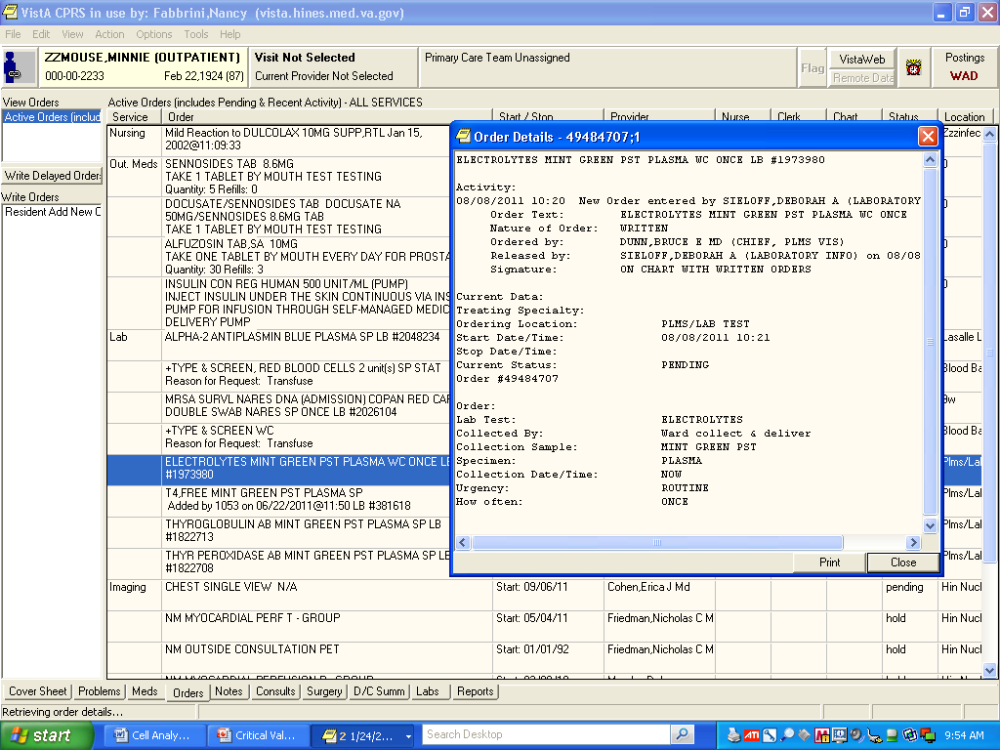 VistA CPRS in use by: Fabbrini,Nancy (vista.hines.med.va.gov)
File Edit View Action Options Tools Help
ZZMOUSE,MINNIE (OUTPATIENT)
000-00-2233 Feb 22,1924 (87)
Visit Not Selected
Current Provider Not Selected
Primary Care Team Unassigned
Flag
VistaWeb
Remote Data
Postings
WAD
View Orders
Active Orders (includ
Write Delayed Orders
Write Orders
Resident Add New O
Active Orders (includes Pending & Recent Activity) - ALL SERVICES
Service Order Start / Stop Provider Nurse Clerk Chart Status Location
Nursing Mild Reaction to DULCOLAX 10MG SUPP,RTL Jan 15,
2002@11:09:33
Zzinfec
Out. Meds SENNOSIDES TAB 8.6MG
TAKE 1 TABLET BY MOUTH TEST TESTING
Quantity: 5 Refills: 0
DOCUSATE/SENNOSIDES TAB DOCUSATE NA
50MG/SENNOSIDES 8.6MG TAB
TAKE 1 TABLET BY MOUTH TEST TESTING
ALFUZOSIN TAB,SA 10MG
TAKE ONE TABLET BY MOUTH EVERY DAY FOR PROSTA
Quantity: 30 Refills: 3
INSULIN CON REG HUMAN 500 UNIT/ML (PUMP)
INJECT INSULIN UNDER THE SKIN CONTINUOUS VIA INS
PUMP FOR INFUSION THROUGH SELF-MANAGED MEDIC
DELIVERY PUMP
Lab ALPHA-2 ANTIPLASMIN BLUE PLASMA SP LB #2048234 Lasalle L
+TYPE & SCREEN, RED BLOOD CELLS 2 unit(s) SP STAT Blood Ba
Reason for Request: Transfuse
MRSA SURVL NARES DNA (ADMISSION) COPAN RED CAP 9w
DOUBLE SWAB NARES SP ONCE LB #2026104
+TYPE & SCREEN WC Blood Ba
Reason for Request: Transfuse
ELECTROLYTES MINT GREEN PST PLASMA WC ONCE LB Plms/Lal
#1973980
T4,FREE MINT GREEN PST PLASMA SP Plms/Lal
Added by 1053 on 06/22/2011@11:50 LB #381618
THYROGLOBULIN AB MINT GREEN PST PLASMA SP LB Plms/Lal
#1822713
THYR PEROXIDASE AB MINT GREEN PST PLASMA SP LB Plms/Lal
#1822708
Imaging CHEST SINGLE VIEW N/A Start: 09/06/11 Cohen,Erica J Md pending Hin Nucl
NM MYOCARDIAL PERF T - GROUP Start: 05/04/11 Friedman,Nicholas C M hold Hin Nucl
NM OUTSIDE CONSULTATION PET Start: 01/01/92 Friedman,Nicholas C M hold Hin Nucl
Order Details - 49484707;1
ELECTROLYTES MINT GREEN PST PLASMA WC ONCE LB #1973980
Activity:
08/08/2011 10:20 New Order entered by SIELOFF,DEBORAH A (LABORATORY
Order Text: ELECTROLYTES MINT GREEN PST PLASMA WC ONCE
Nature of Order: WRITTEN
Ordered by: DUNN,BRUCE E MD (CHIEF, PLMS VIS)
Released by: SIELOFF,DEBORAH A (LABORATORY INFO) on 08/08
Signature: ON CHART WITH WRITTEN ORDERS
Current Data:
Treating Specialty:
Ordering Location: PLMS/LAB TEST
Start Date/Time: 08/08/2011 10:21
Stop Date/Time:
Current Status: PENDING
Order #49484707
Order:
Lab Test: ELECTROLYTES
Collected By: Ward collect & deliver
Collection Sample: MINT GREEN PST
Specimen: PLASMA
Collection Date/Time: NOW
Urgency: ROUTINE
How often: ONCE
Print Close
Cover Sheet Problems Meds Orders Notes Consults Surgery D/C Summ Labs Reports
Retrieving order details...
start Cell Analy... Critical Val... 2 1/24/2... Search Desktop 9:54 AM